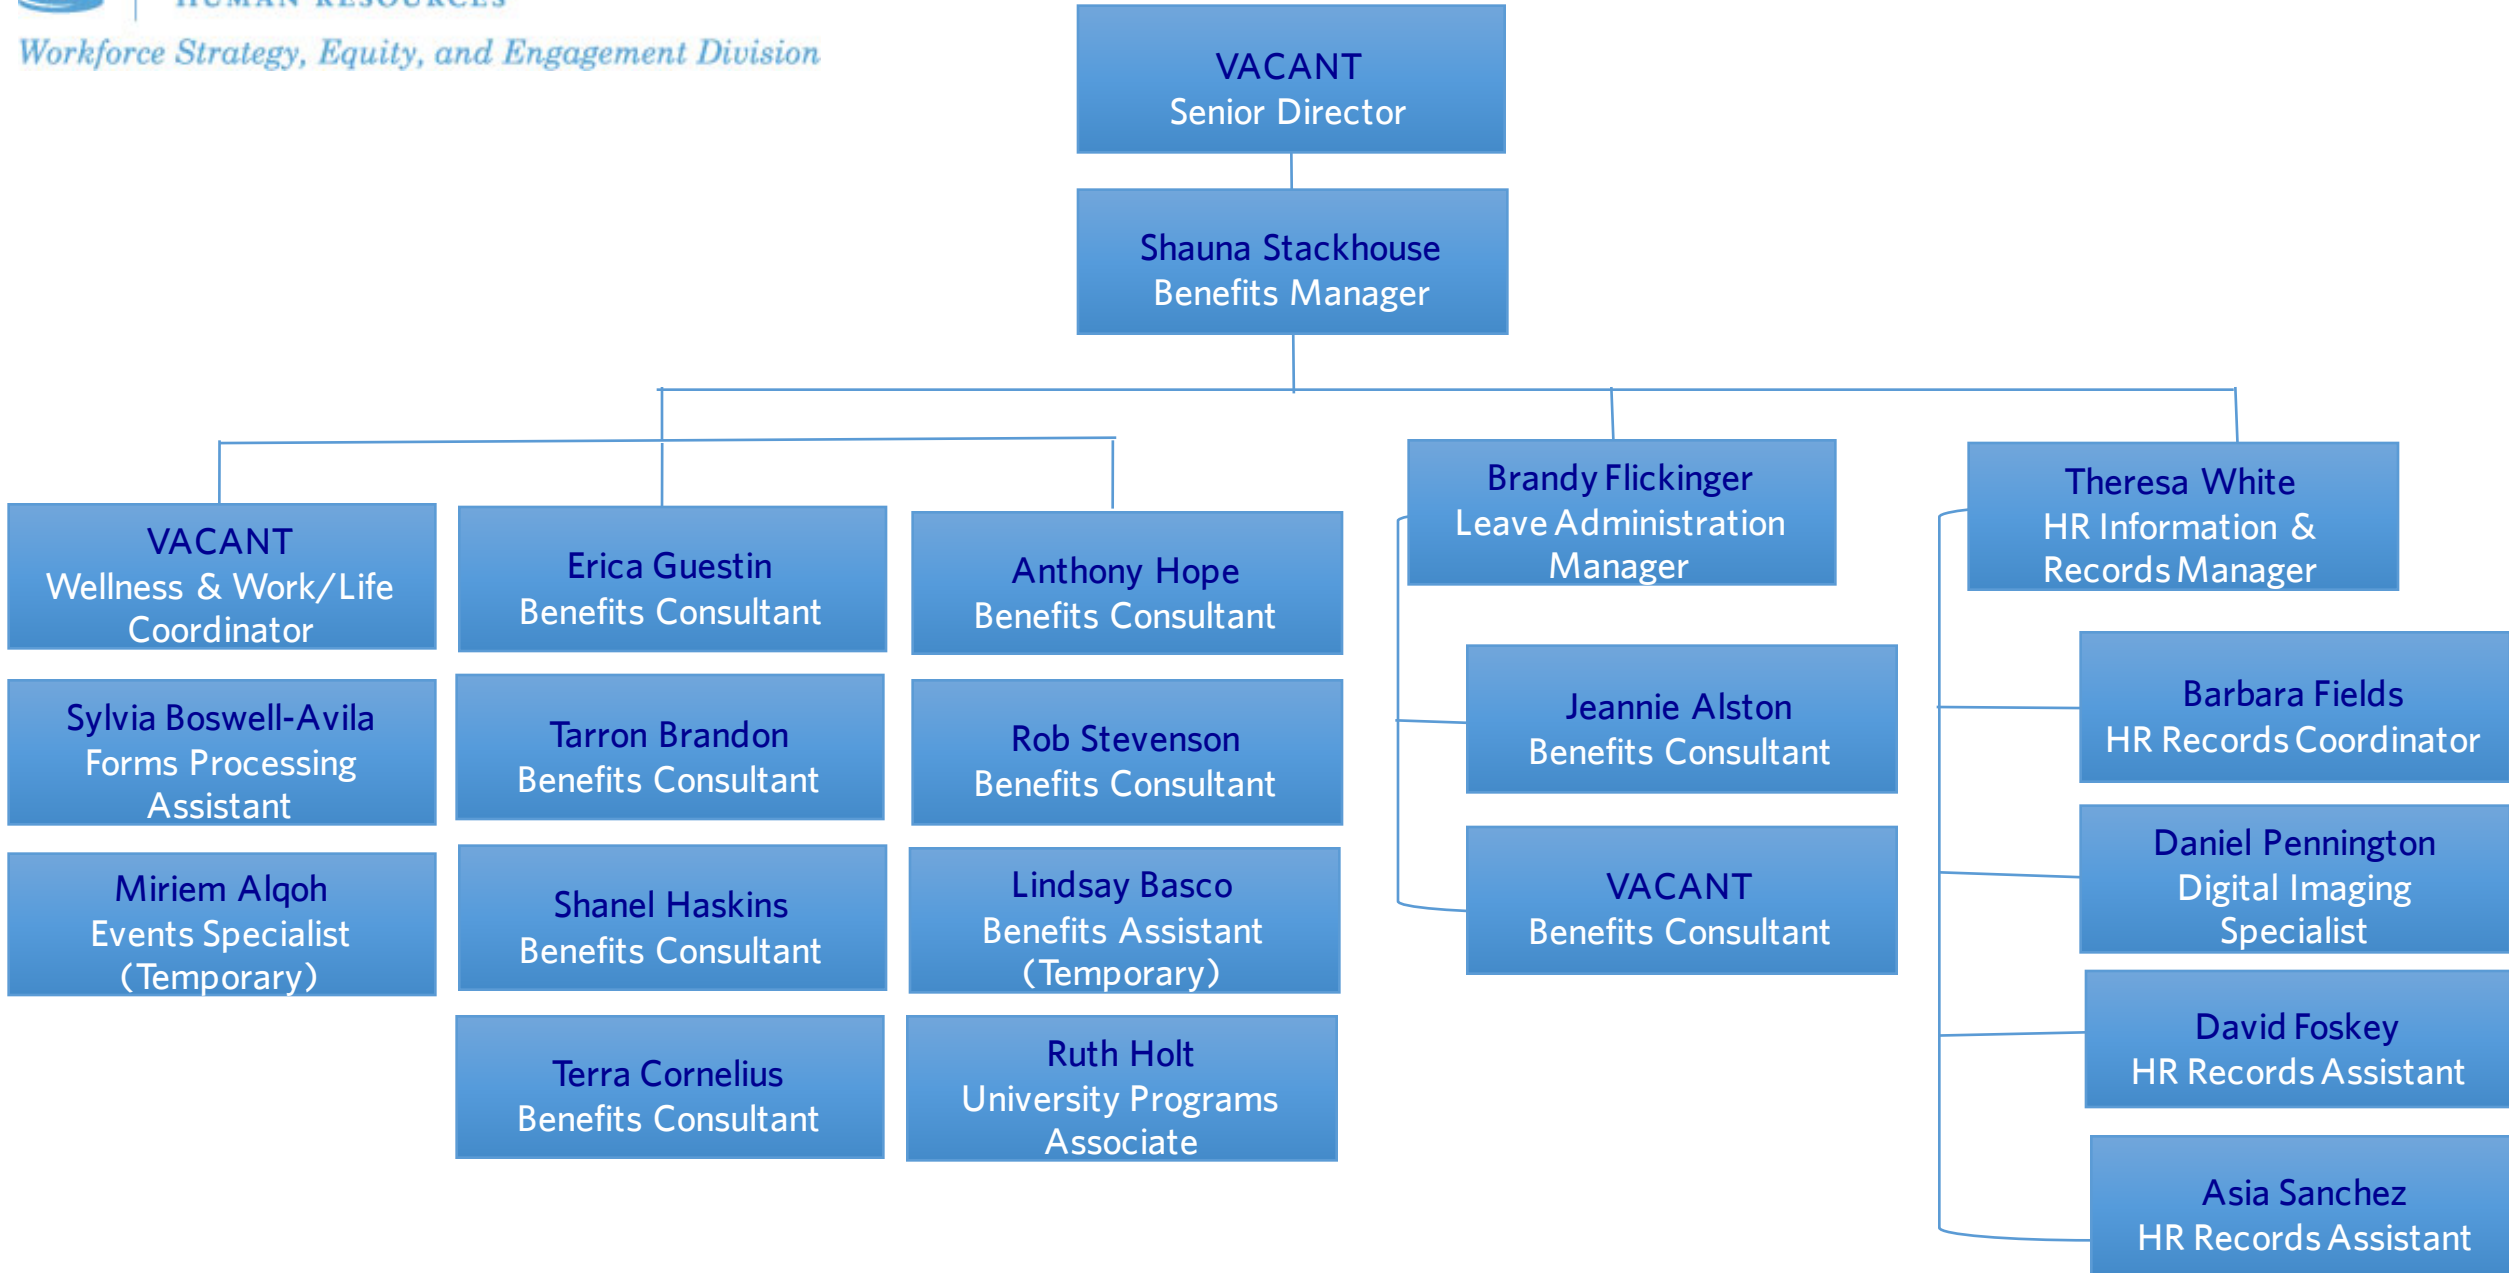 HUMAN RESOURCES
Workforce Strategy, Equity, and Engagement Division
VACANT
Senior Director
Shauna Stackhouse
Benefits Manager
VACANT
Wellness & Work/Life
Coordinator
Sylvia Boswell-Avila
Forms Processing
Assistant
Miriem Alqoh
Events Specialist
(Temporary)
Erica Guestin
Benefits Consultant
Tarron Brandon
Benefits Consultant
Shanel Haskins
Benefits Consultant
Terra Cornelius
Benefits Consultant
Anthony Hope
Benefits Consultant
Rob Stevenson
Benefits Consultant
Lindsay Basco
Benefits Assistant
(Temporary)
Ruth Holt
University Programs
Associate
Brandy Flickinger
Leave Administration
Manager
Jeannie Alston
Benefits Consultant
VACANT
Benefits Consultant
Theresa White
HR Information &
Records Manager
Barbara Fields
HR Records Coordinator
Daniel Pennington
Digital Imaging
Specialist
David Foskey
HR Records Assistant
Asia Sanchez
HR Records Assistant